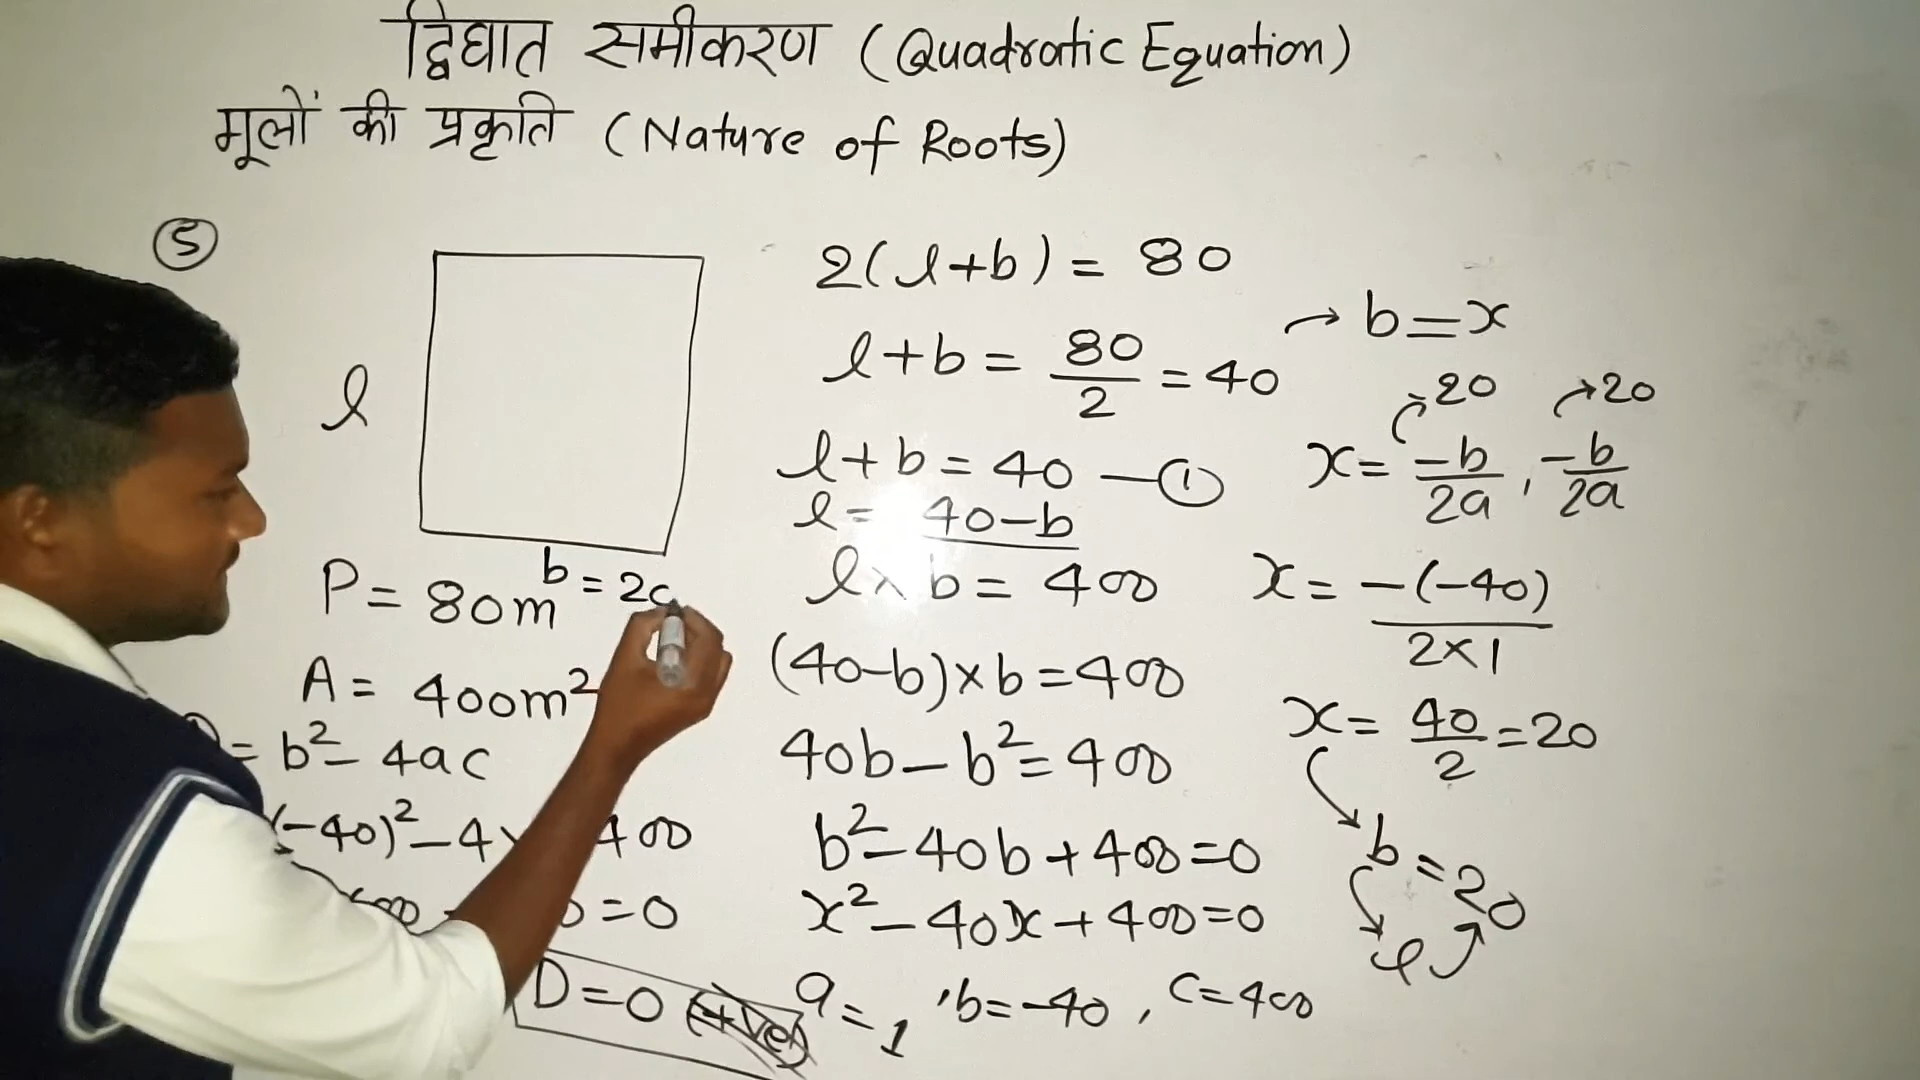 द्विघात समीकरण (Quadratic Equation)
मूलों की प्रकृति (Nature of Roots)
5
l
b = 20
P = 80m
A = 400m²
= b² - 4ac
(-40)² - 4× 400
= 0
D = 0
2(l+b) = 80
l+b = 80/2 = 40
l+b = 40 — ①
l = 40-b
l × b = 400
(40-b)×b = 400
40b - b² = 400
b² - 40b + 400 = 0
x² - 40x + 400 = 0
a = 1, b = -40, c = 400
→ b = x
20 → 20
x = -b/2a, -b/2a
x = -(-40)/2×1
x = 40/2 = 20
b = 20
l